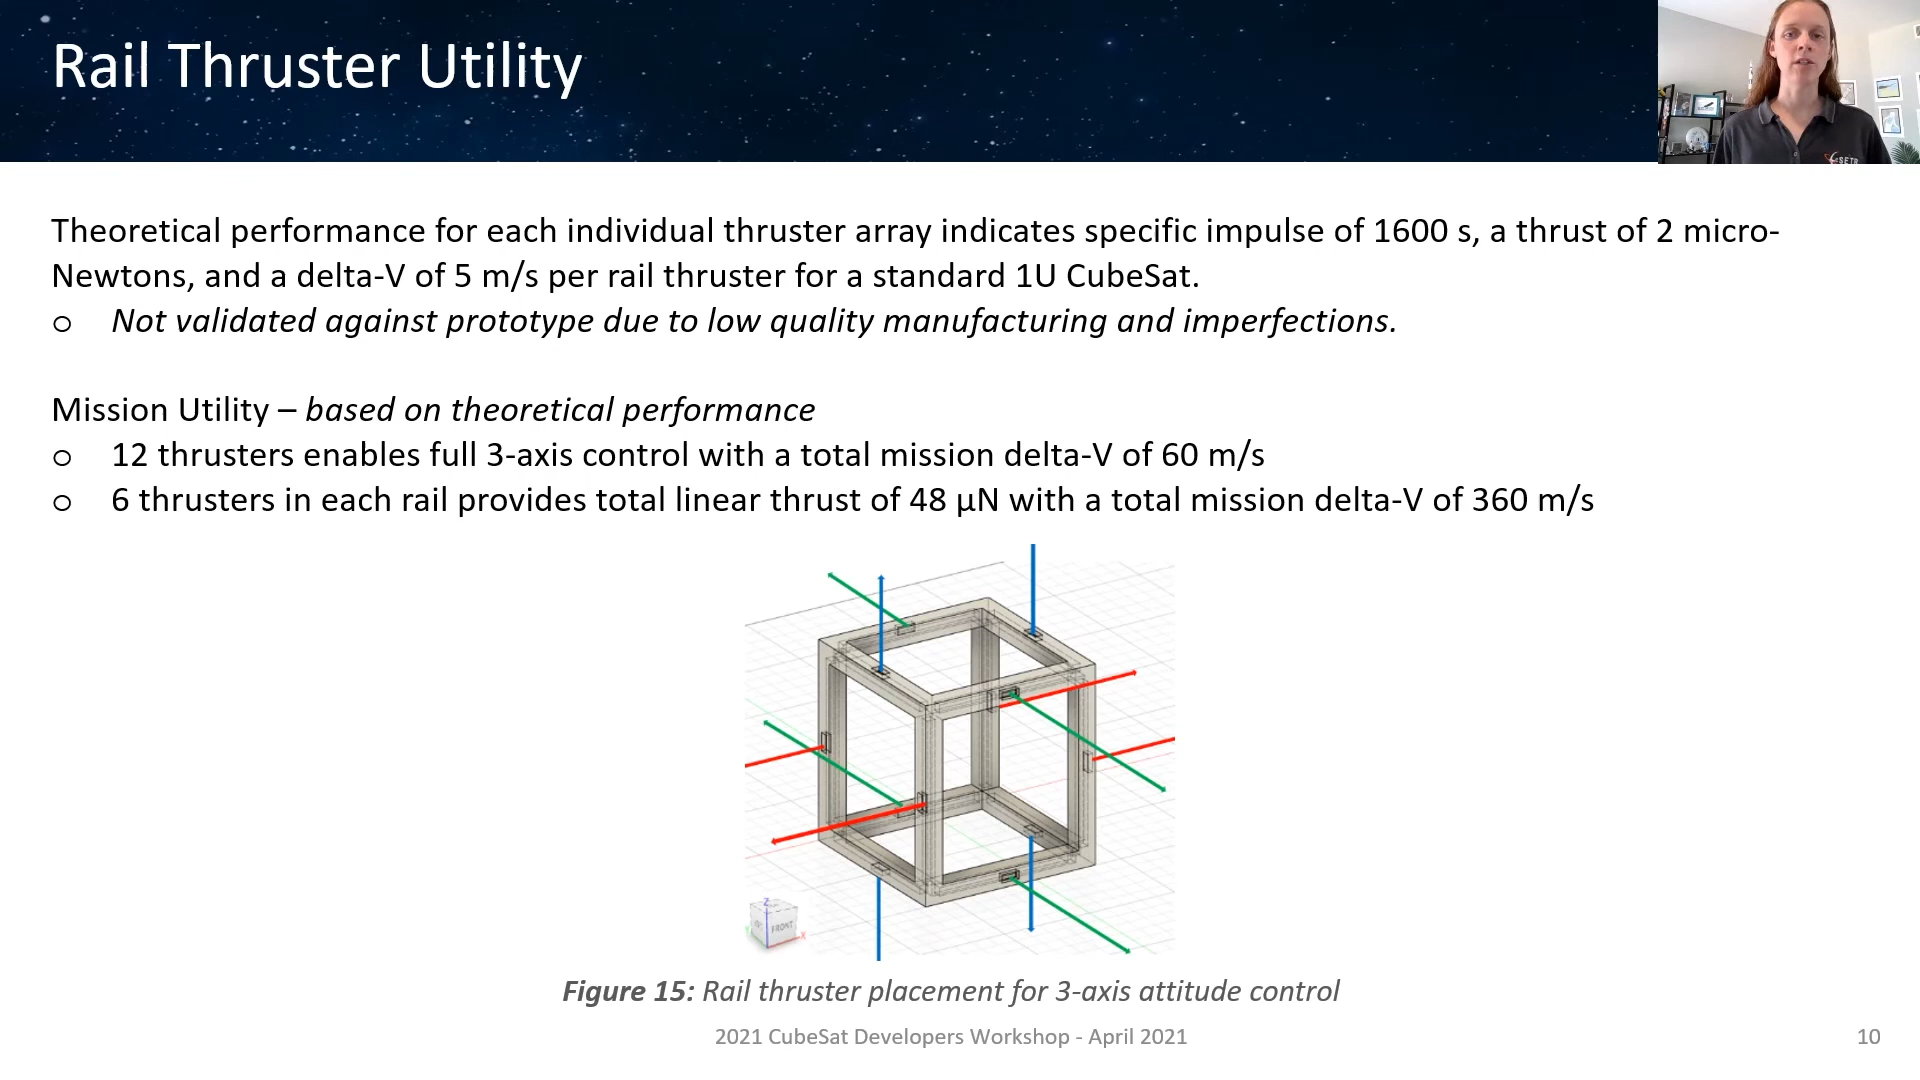 Rail Thruster Utility
SETR
Theoretical performance for each individual thruster array indicates specific impulse of 1600 s, a thrust of 2 micro-
Newtons, and a delta-V of 5 m/s per rail thruster for a standard 1U CubeSat.
o Not validated against prototype due to low quality manufacturing and imperfections.
Mission Utility – based on theoretical performance
o 12 thrusters enables full 3-axis control with a total mission delta-V of 60 m/s
o 6 thrusters in each rail provides total linear thrust of 48 µN with a total mission delta-V of 360 m/s
Z
FRONT
X
Figure 15: Rail thruster placement for 3-axis attitude control
2021 CubeSat Developers Workshop - April 2021
10